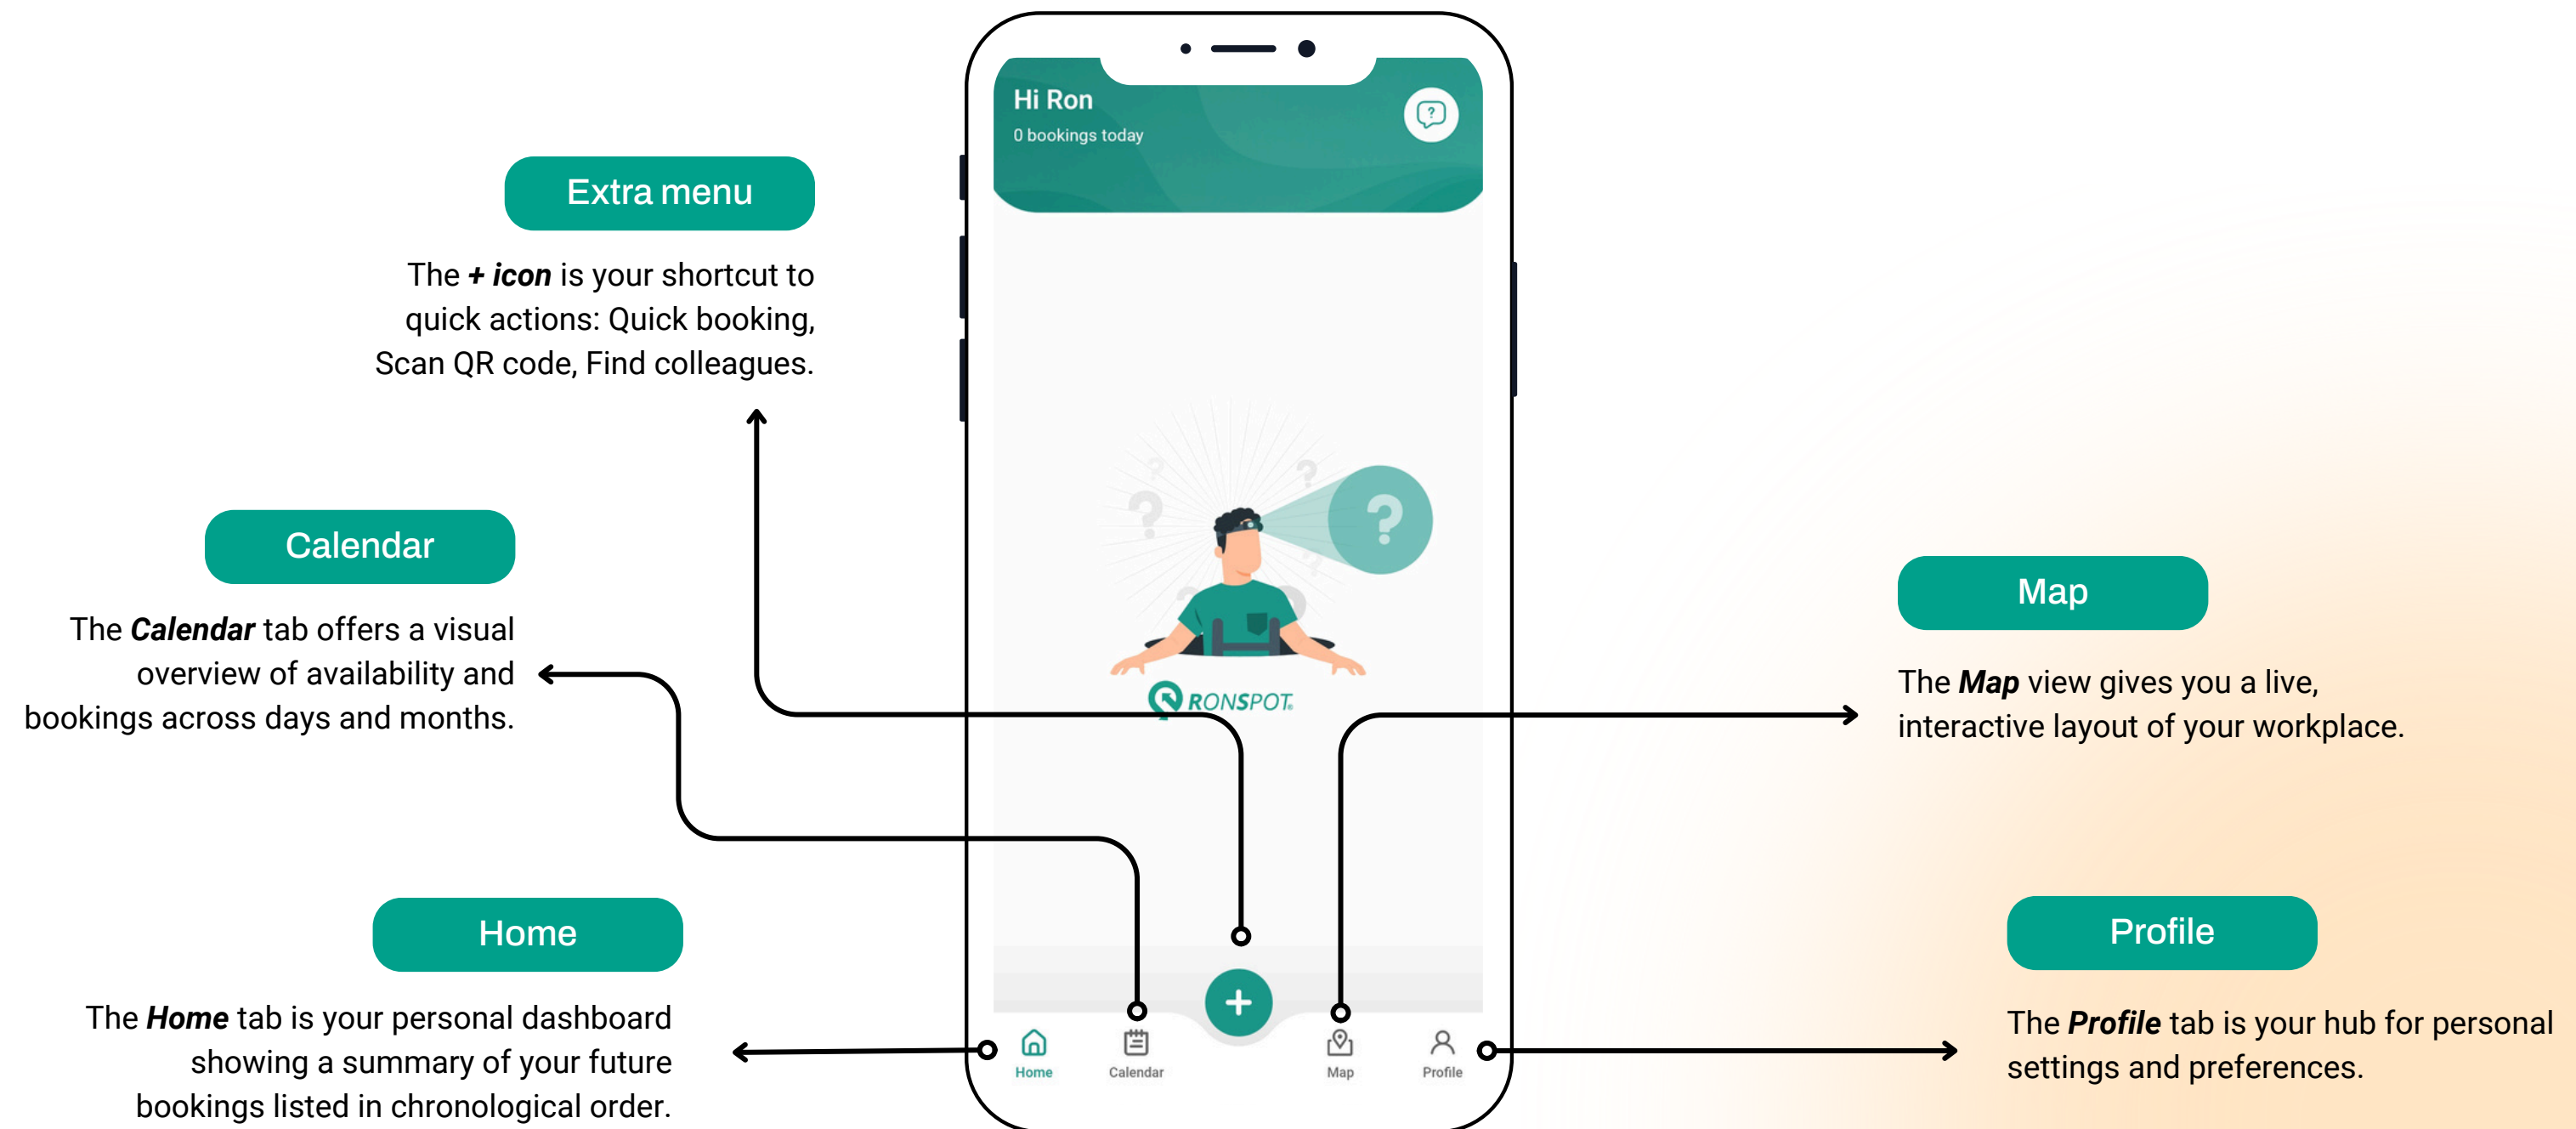 Hi Ron
0 bookings today
?
Extra menu
The + icon is your shortcut to
quick actions: Quick booking,
Scan QR code, Find colleagues.
Calendar
The Calendar tab offers a visual
overview of availability and
bookings across days and months.
Home
The Home tab is your personal dashboard
showing a summary of your future
bookings listed in chronological order.
? ? ? ?
RONSPOT
Map
The Map view gives you a live,
interactive layout of your workplace.
Profile
The Profile tab is your hub for personal
settings and preferences.
+
Home Calendar Map Profile